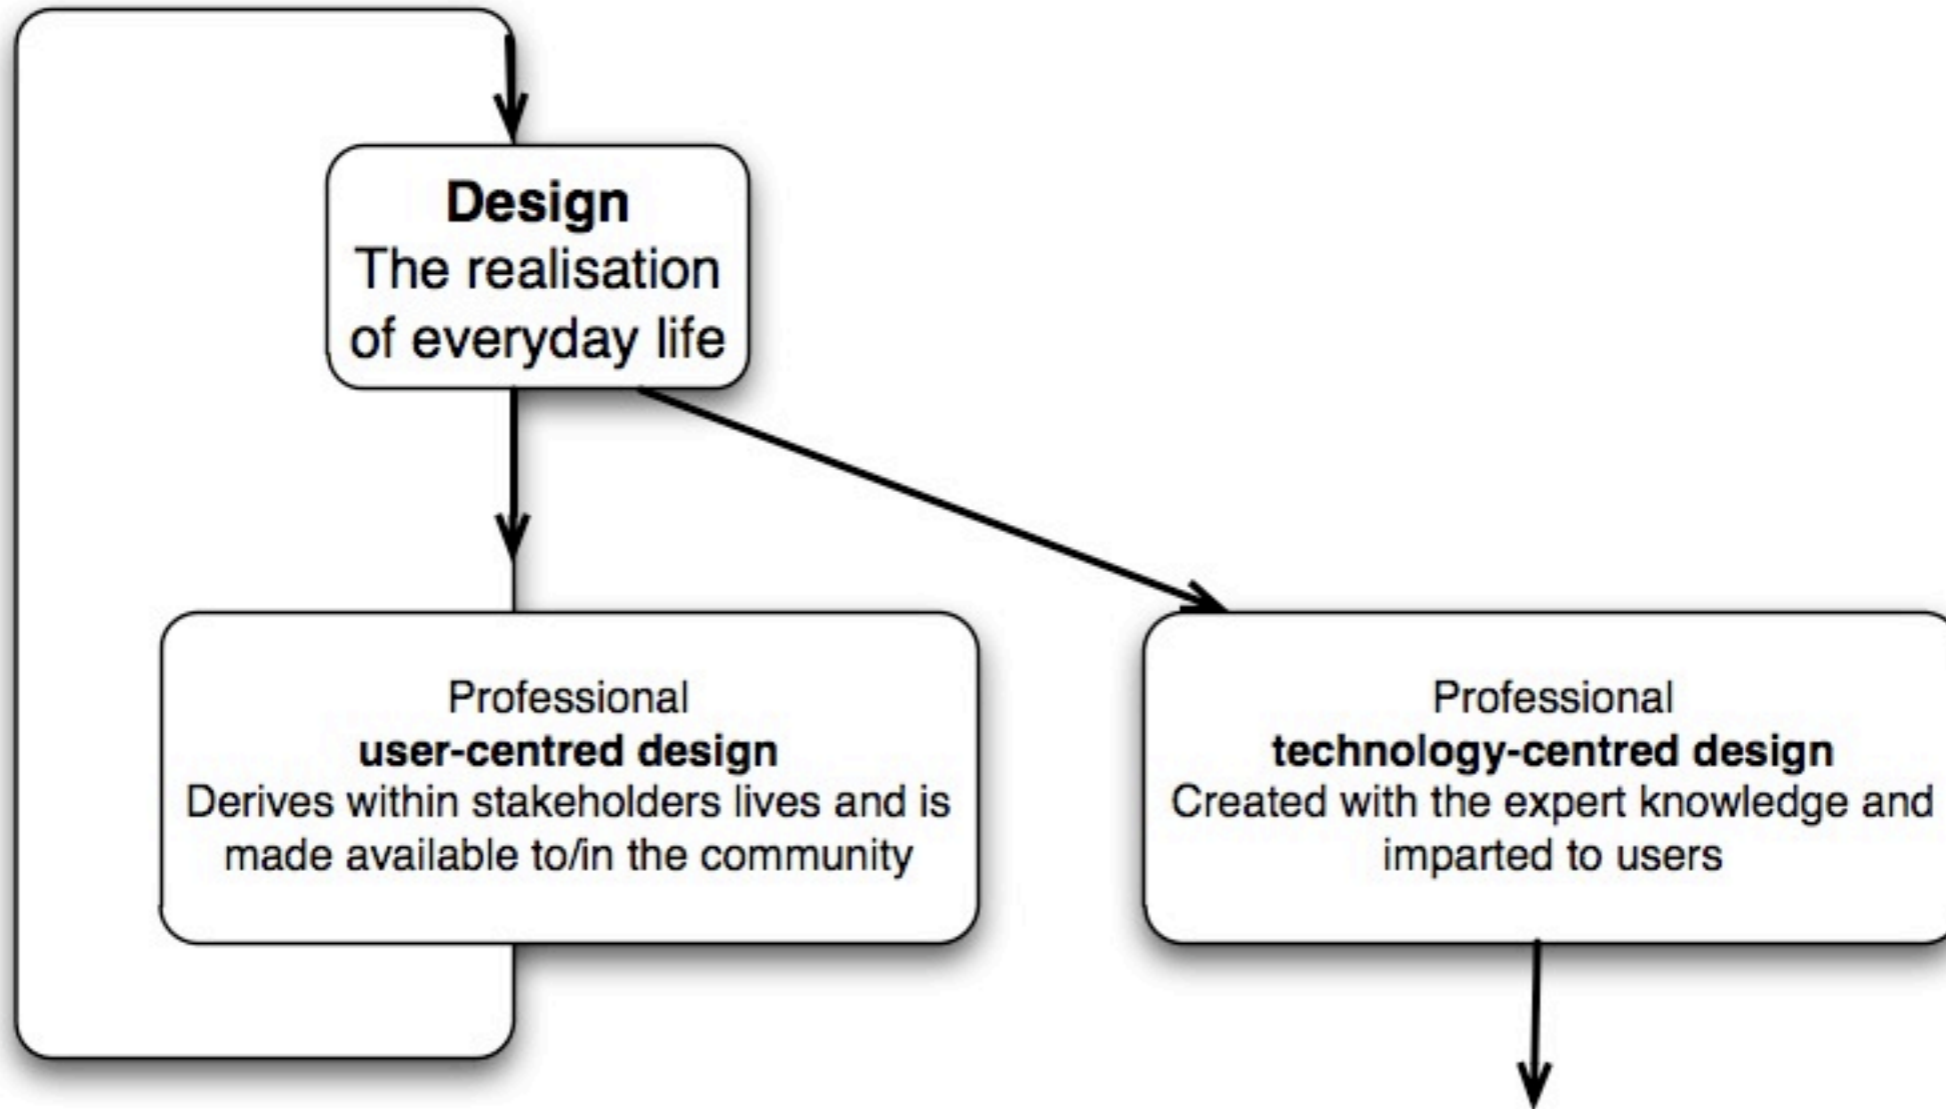 Design
The realisation
of everyday life
Professional
user-centred design
Derives within stakeholders lives and is
made available to/in the community
Professional
technology-centred design
Created with the expert knowledge and
imparted to users